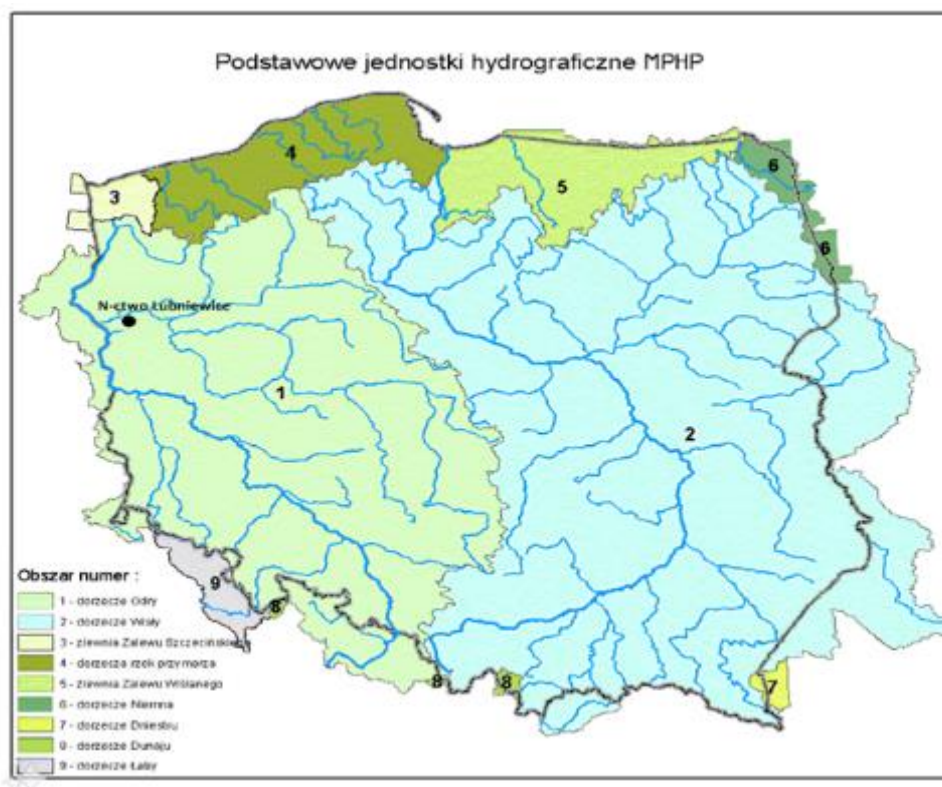 Podstawowe jednostki hydrograficzne MPHP
4
6
3
5
6
N-ctwo Lubniewice
1
2
9
8
8
8
7
Obszar numer :
1 - dorzecze Odry
2 - dorzecze Wisły
3 - zlewnia Zalewu Szczecińskiego
4 - dorzecza rzek przymorza
5 - zlewnia Zalewu Wiślanego
6 - dorzecze Niemna
7 - dorzecze Dniestru
8 - dorzecze Dunaju
9 - dorzecze Łaby